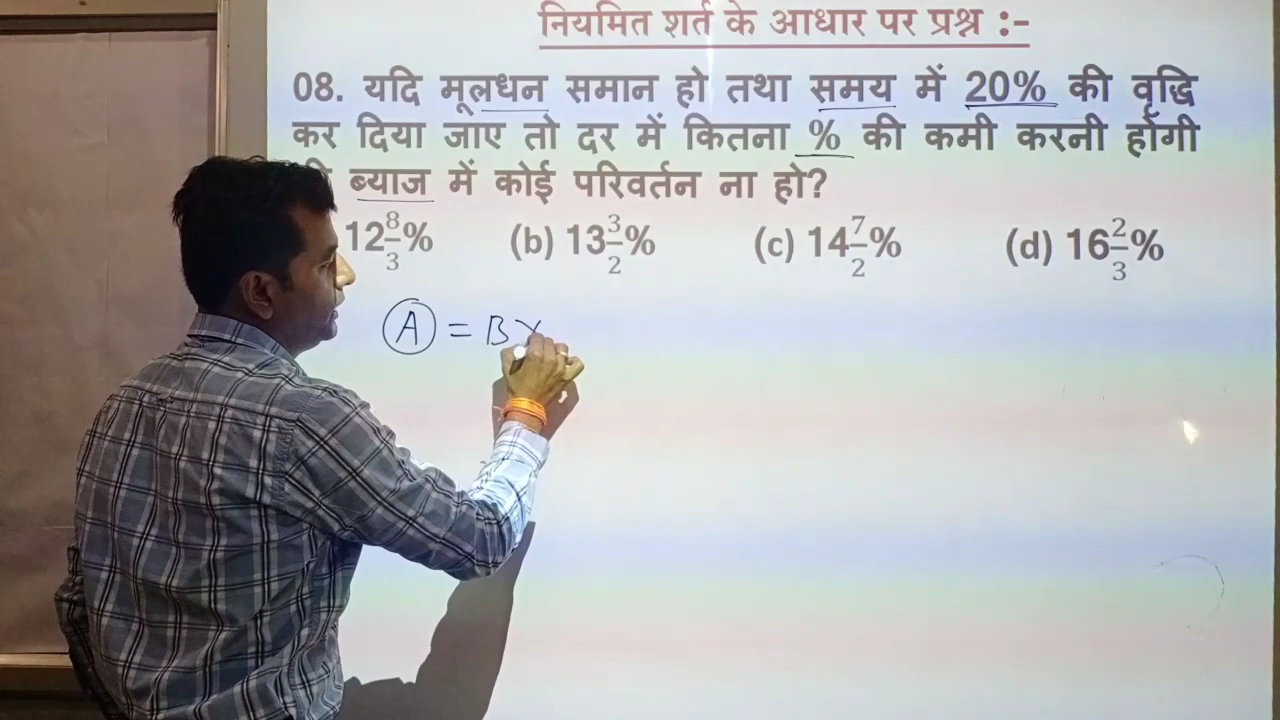 नियमित शर्त के आधार पर प्रश्न :-
08. यदि मूलधन समान हो तथा समय में 20% की वृद्धि
कर दिया जाए तो दर में कितना % की कमी करनी होगी
ब्याज में कोई परिवर्तन ना हो?
12 8/3% (b) 13 3/2% (c) 14 7/2% (d) 16 2/3%
A = B